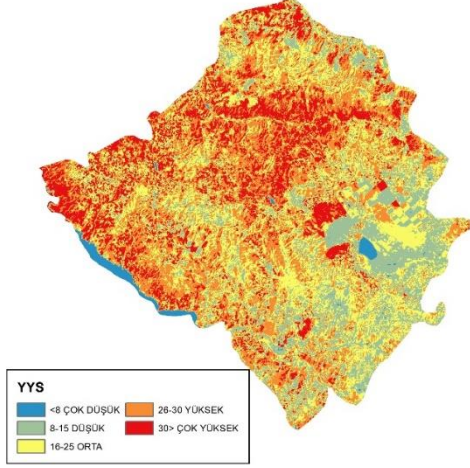 YYS
<8 ÇOK DÜŞÜK
26-30 YÜKSEK
8-15 DÜŞÜK
30> ÇOK YÜKSEK
16-25 ORTA